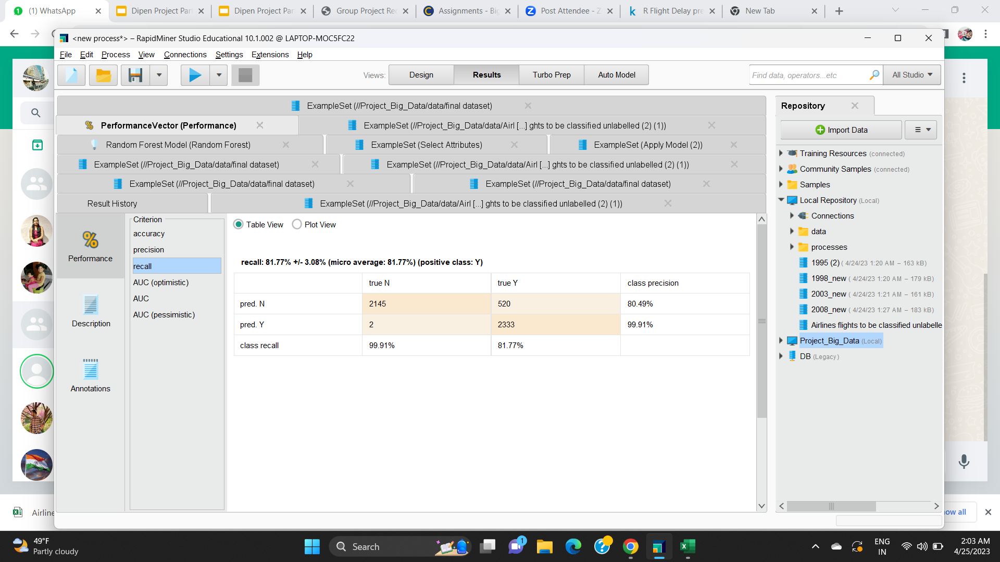 (1) WhatsApp
Dipen Project Par
Dipen Project Par
Group Project Re
Assignments - Bi
Post Attendee - Z
R Flight Delay pre
New Tab
<new process*> – RapidMiner Studio Educational 10.1.002 @ LAPTOP-MOC5FC22
File Edit Process View Connections Settings Extensions Help
Views: Design Results Turbo Prep Auto Model
Find data, operators...etc
All Studio
ExampleSet (//Project_Big_Data/data/final dataset)
PerformanceVector (Performance)
ExampleSet (//Project_Big_Data/data/Airl [...] ghts to be classified unlabelled (2) (1))
Random Forest Model (Random Forest)
ExampleSet (Select Attributes)
ExampleSet (Apply Model (2))
ExampleSet (//Project_Big_Data/data/final dataset)
ExampleSet (//Project_Big_Data/data/Airl [...] ghts to be classified unlabelled (2) (1))
ExampleSet (//Project_Big_Data/data/final dataset)
ExampleSet (//Project_Big_Data/data/final dataset)
Result History
ExampleSet (//Project_Big_Data/data/Airl [...] ghts to be classified unlabelled (2) (1))
Performance
Description
Annotations
Criterion
accuracy
precision
recall
AUC (optimistic)
AUC
AUC (pessimistic)
Table View Plot View
recall: 81.77% +/- 3.08% (micro average: 81.77%) (positive class: Y)
true N true Y class precision
pred. N 2145 520 80.49%
pred. Y 2 2333 99.91%
class recall 99.91% 81.77%
Repository
Import Data
Training Resources (connected)
Community Samples (connected)
Samples
Local Repository (Local)
Connections
data
processes
1995 (2) ( 4/24/23 1:20 AM – 163 kB)
1998_new ( 4/24/23 1:20 AM – 179 kB)
2003_new ( 4/24/23 1:21 AM – 161 kB)
2008_new ( 4/24/23 1:27 AM – 183 kB)
Airlines flights to be classified unlabelle
Project_Big_Data (Local)
DB (Legacy)
Airline
ow all
49°F
Partly cloudy
Search
1
ENG
IN
2:03 AM
4/25/2023